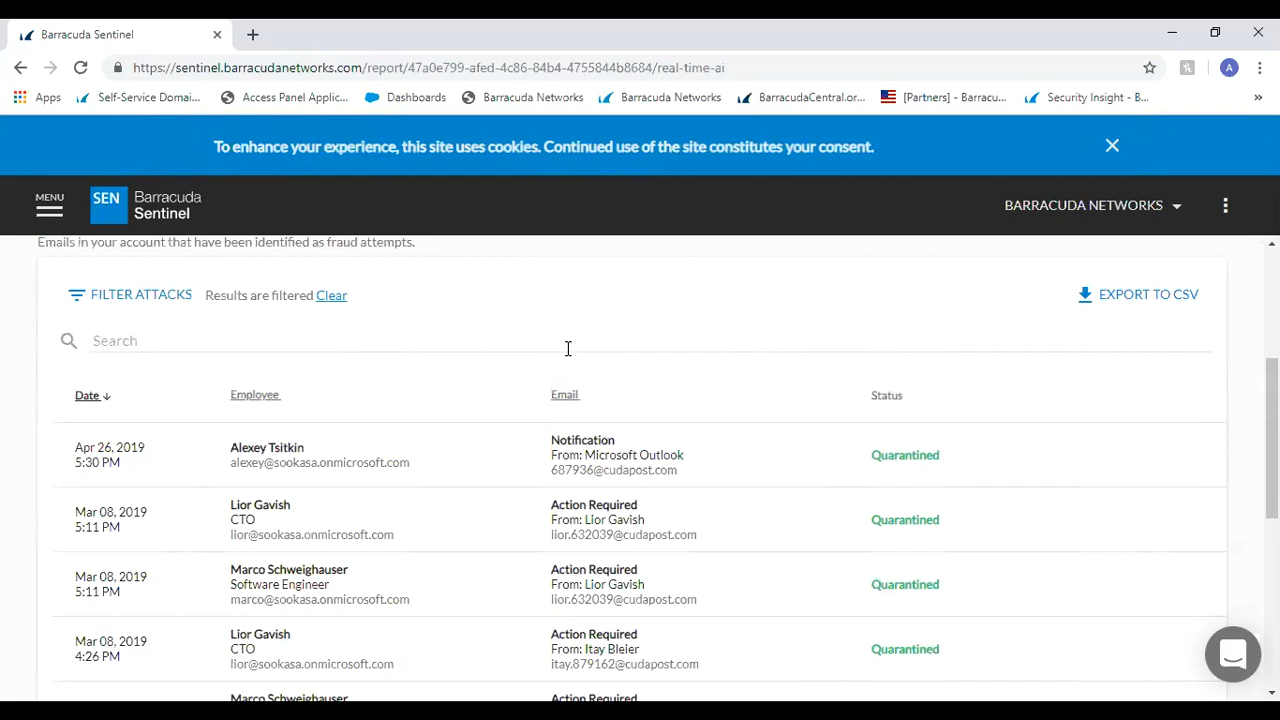 Barracuda Sentinel
https://sentinel.barracudanetworks.com/report/47a0e799-afed-4c86-84b4-4755844b8684/real-time-ai
A
Apps Self-Service Domai... Access Panel Applic... Dashboards Barracuda Networks Barracuda Networks BarracudaCentral.or... [Partners] - Barracu... Security Insight - B... »
To enhance your experience, this site uses cookies. Continued use of the site constitutes your consent.
MENU
SEN
Barracuda
Sentinel
BARRACUDA NETWORKS
Emails in your account that have been identified as fraud attempts.
FILTER ATTACKS Results are filtered Clear EXPORT TO CSV
Search
Date Employee Email Status
Apr 26, 2019
5:30 PM
Alexey Tsitkin
alexey@sookasa.onmicrosoft.com
Notification
From: Microsoft Outlook
687936@cudapost.com
Quarantined
Mar 08, 2019
5:11 PM
Lior Gavish
CTO
lior@sookasa.onmicrosoft.com
Action Required
From: Lior Gavish
lior.632039@cudapost.com
Quarantined
Mar 08, 2019
5:11 PM
Marco Schweighauser
Software Engineer
marco@sookasa.onmicrosoft.com
Action Required
From: Lior Gavish
lior.632039@cudapost.com
Quarantined
Mar 08, 2019
4:26 PM
Lior Gavish
CTO
lior@sookasa.onmicrosoft.com
Action Required
From: Itay Bleier
itay.879162@cudapost.com
Quarantined
Marco Schweighauser
Action Required